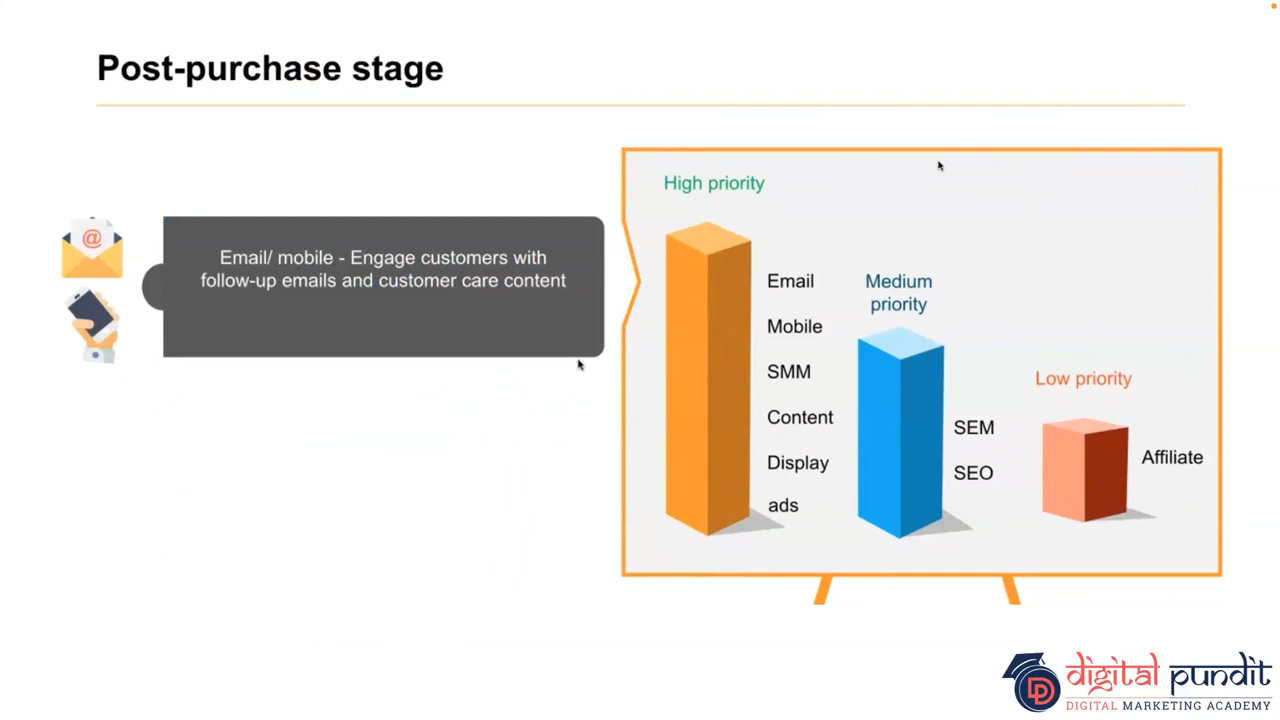 Post-purchase stage
@
Email/ mobile - Engage customers with
follow-up emails and customer care content
High priority
Email
Mobile
SMM
Content
Display
ads
Medium
priority
SEM
SEO
Low priority
Affiliate
digital pundit
DIGITAL MARKETING ACADEMY